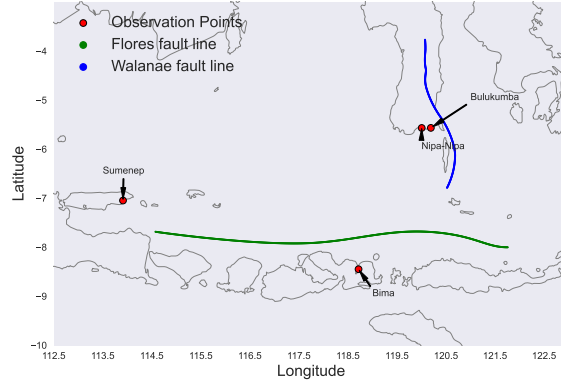 Observation Points
Flores fault line
Walanae fault line
Bulukumba
Nipa-Nipa
Sumenep
Bima
Latitude
−4
−5
−6
−7
−8
−9
−10
112.5 113.5 114.5 115.5 116.5 117.5 118.5 119.5 120.5 121.5 122.5
Longitude